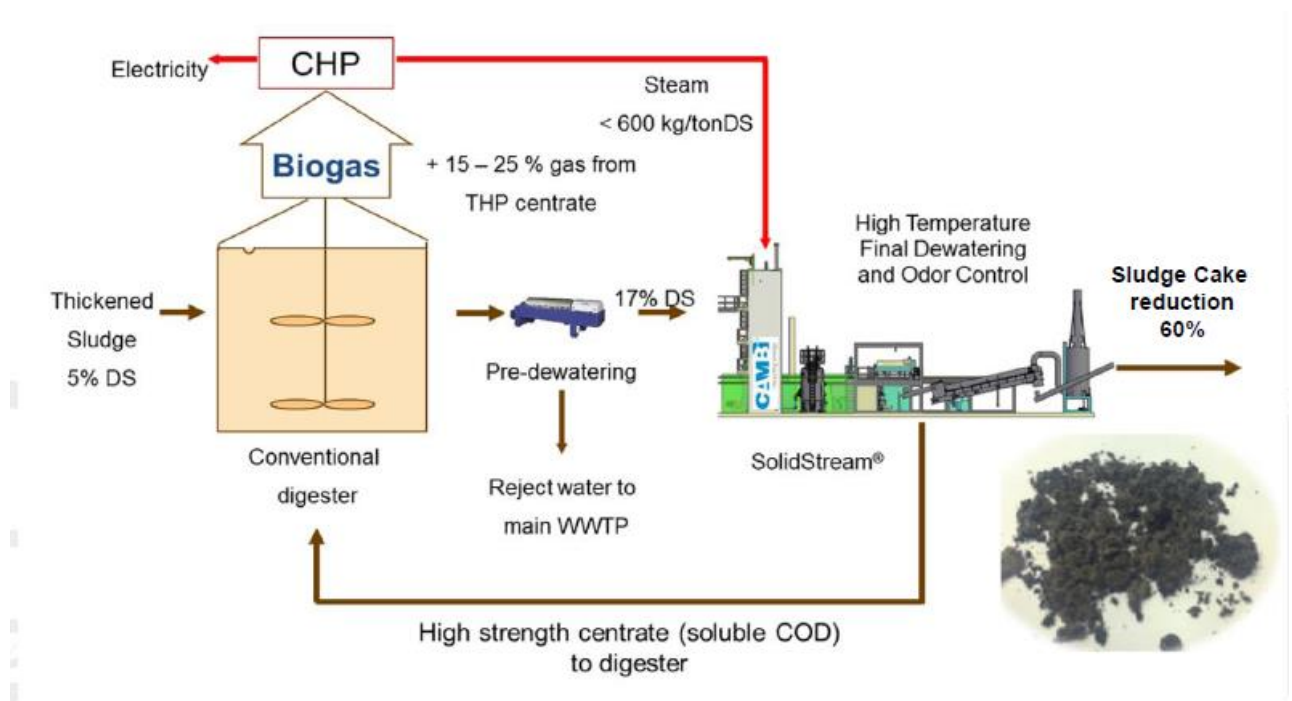 CHP
Electricity
Steam
< 600 kg/tonDS
Biogas
+ 15 – 25 % gas from
THP centrate
High Temperature
Final Dewatering
and Odor Control
Thickened
Sludge
5% DS
17% DS
Sludge Cake
reduction
60%
Pre-dewatering
CAMBI
SolidStream®
Conventional
digester
Reject water to
main WWTP
High strength centrate (soluble COD)
to digester